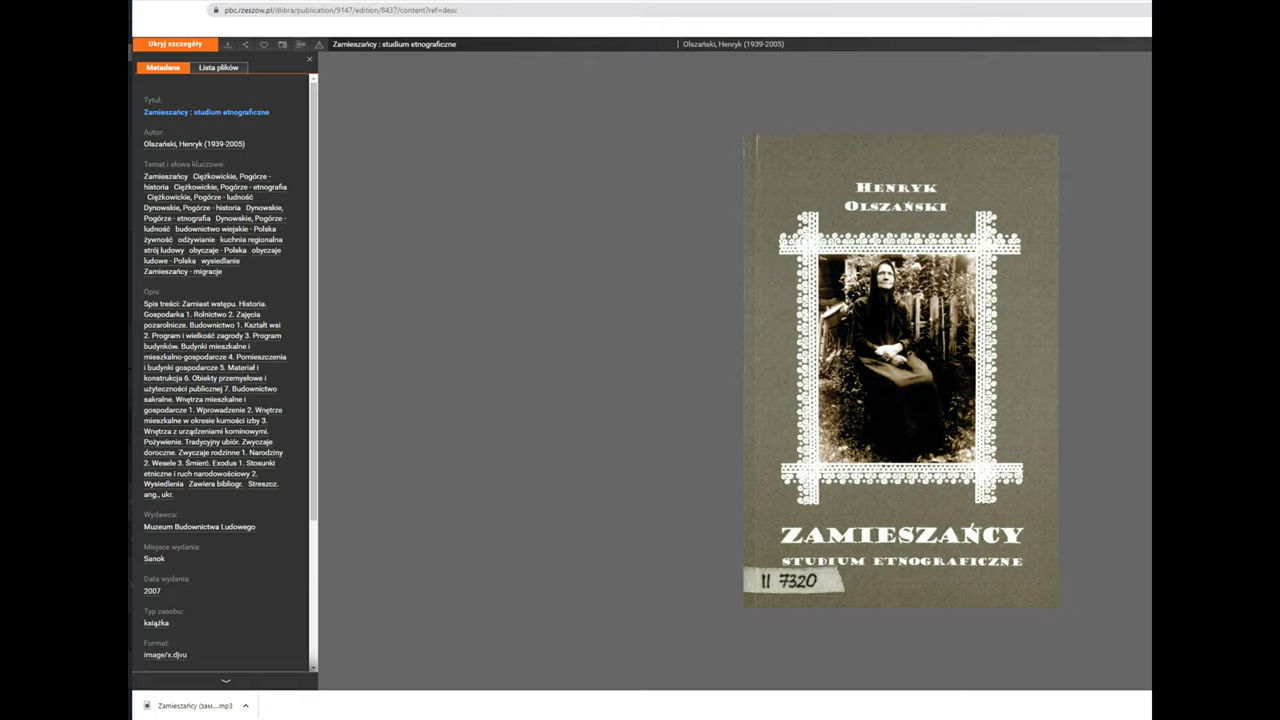 pbc.rzeszow.pl/dlibra/publication/9147/edition/8437/content?ref=desc
Ukryj szczegóły
Zamieszańcy : studium etnograficzne
Olszański, Henryk (1939-2005)
Metadane
Lista plików
Tytuł:
Zamieszańcy : studium etnograficzne
Autor:
Olszański, Henryk (1939-2005)
Temat i słowa kluczowe:
Zamieszańcy Ciężkowickie, Pogórze -
historia Ciężkowickie, Pogórze - etnografia
Ciężkowickie, Pogórze - ludność
Dynowskie, Pogórze - historia Dynowskie,
Pogórze - etnografia Dynowskie, Pogórze -
ludność budownictwo wiejskie - Polska
żywność odżywianie kuchnia regionalna
strój ludowy obyczaje - Polska obyczaje
ludowe - Polska wysiedlanie
Zamieszańcy - migracje
Opis:
Spis treści: Zamiast wstępu. Historia.
Gospodarka 1. Rolnictwo 2. Zajęcia
pozarolnicze. Budownictwo 1. Kształt wsi
2. Program i wielkość zagrody 3. Program
budynków. Budynki mieszkalne i
mieszkalno-gospodarcze 4. Pomieszczenia
i budynki gospodarcze 5. Materiał i
konstrukcja 6. Obiekty przemysłowe i
użyteczności publicznej 7. Budownictwo
sakralne. Wnętrza mieszkalne i
gospodarcze 1. Wprowadzenie 2. Wnętrze
mieszkalne w okresie kurności izby 3.
Wnętrza z urządzeniami kominowymi.
Pożywienie. Tradycyjny ubiór. Zwyczaje
doroczne. Zwyczaje rodzinne 1. Narodziny
2. Wesele 3. Śmierć. Exodus 1. Stosunki
etniczne i ruch narodowościowy 2.
Wysiedlenia Zawiera bibliogr. Streszcz.
ang., ukr.
Wydawca:
Muzeum Budownictwa Ludowego
Miejsce wydania:
Sanok
Data wydania:
2007
Typ zasobu:
książka
Format:
image/x.djvu
HENRYK
OLSZAŃSKI
ZAMIESZAŃCY
STUDIUM ETNOGRAFICZNE
II 7320
Zamieszańcy (зам....mp3